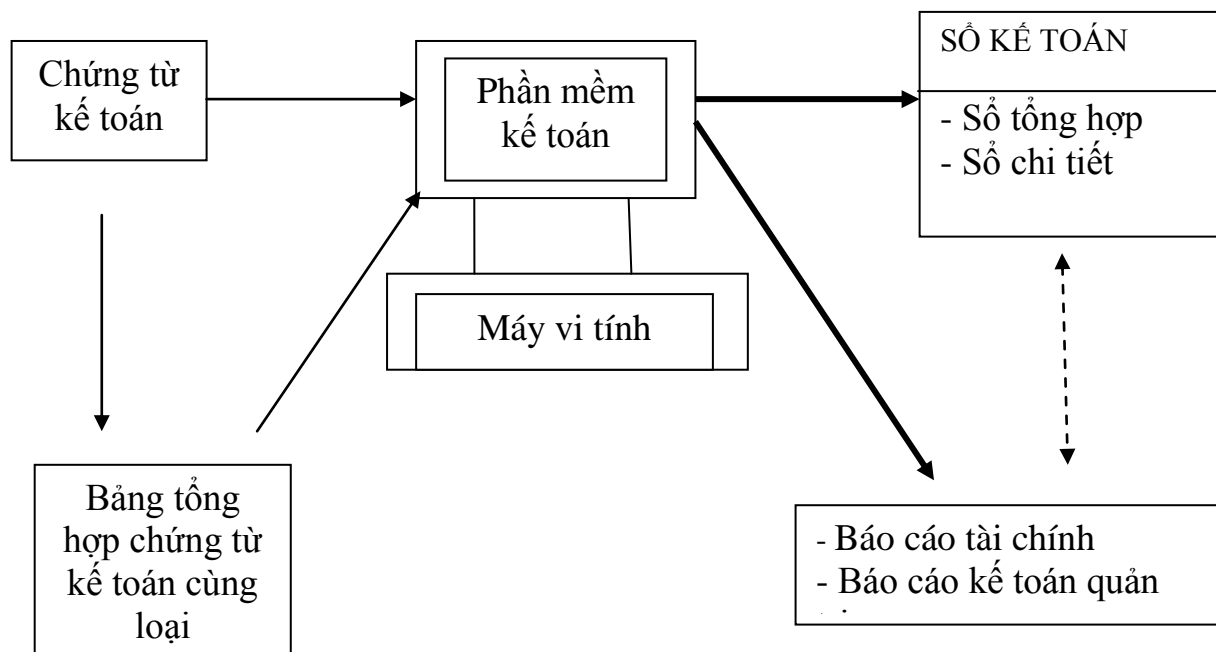 Chứng từ
kế toán
Phần mềm
kế toán
SỔ KẾ TOÁN
- Sổ tổng hợp
- Sổ chi tiết
Máy vi tính
Bảng tổng
hợp chứng từ
kế toán cùng
loại
- Báo cáo tài chính
- Báo cáo kế toán quản